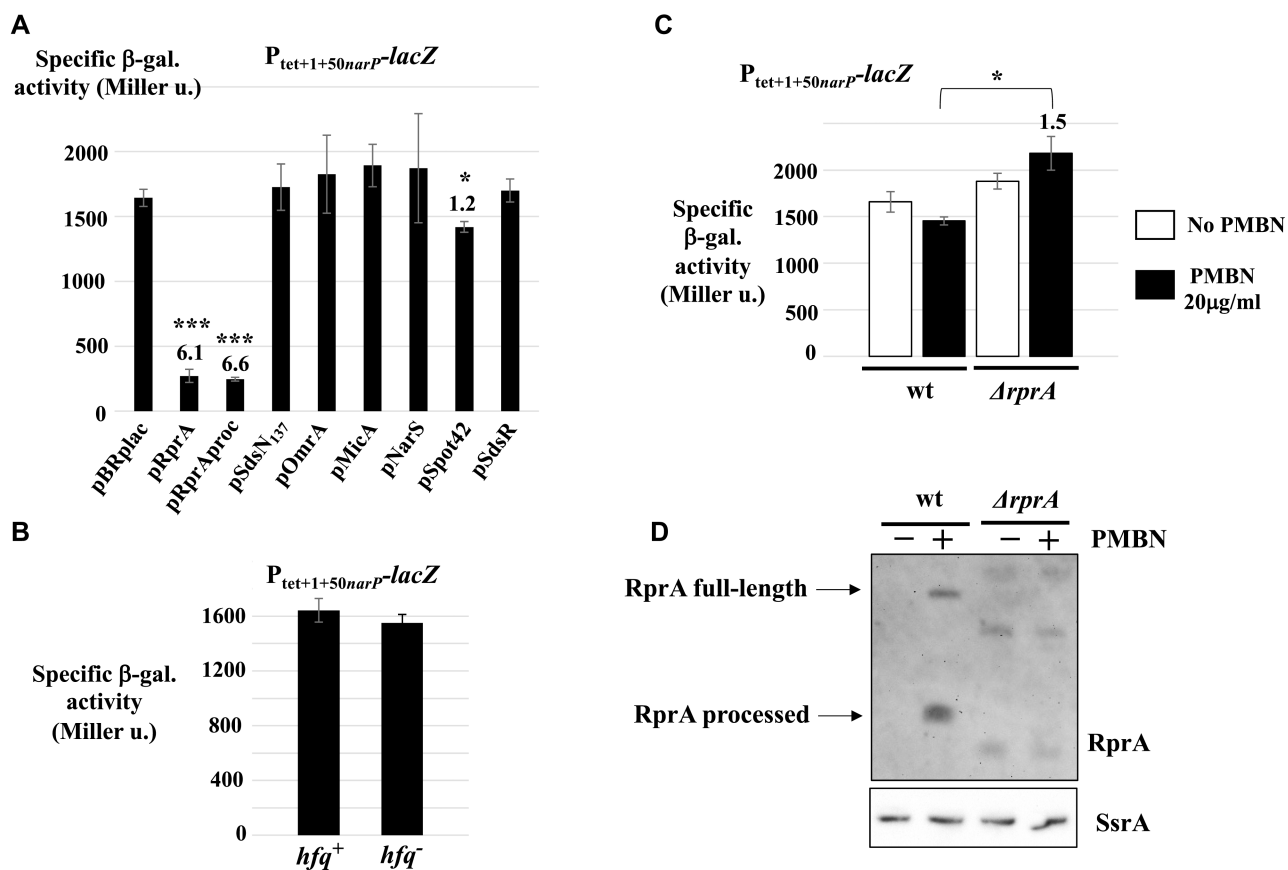 A
Specific β-gal.
activity (Miller u.)
Ptet+1+50narP-lacZ
2000
1500
1000
500
0
***
6.1
***
6.6
*
1.2
pBRplac
pRprA
pRprAproc
pSdsN137
pOmrA
pMicA
pNarS
pSpot42
pSdsR
B
Ptet+1+50narP-lacZ
Specific β-gal.
activity
(Miller u.)
1600
1200
800
400
0
hfq+
hfq-
C
Ptet+1+50narP-lacZ
*
1.5
Specific
β-gal.
activity
(Miller u.)
2000
1500
1000
500
0
wt
ΔrprA
No PMBN
PMBN
20μg/ml
D
wt
ΔrprA
− + − + PMBN
RprA full-length
RprA processed
RprA
SsrA